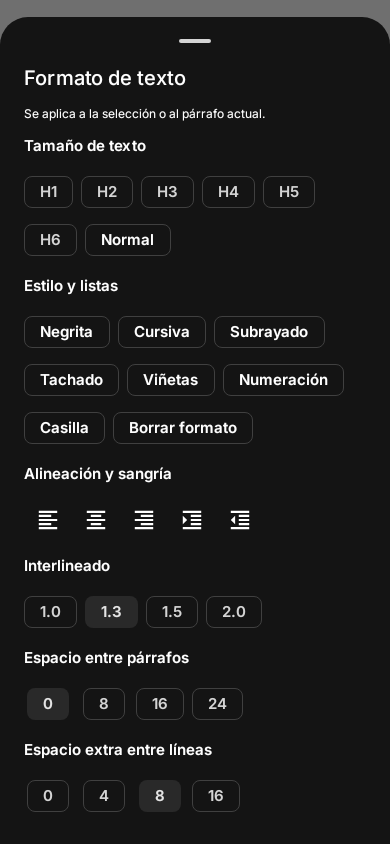 Formato de texto
Se aplica a la selección o al párrafo actual.
Tamaño de texto
H1 H2 H3 H4 H5
H6 Normal
Estilo y listas
Negrita Cursiva Subrayado
Tachado Viñetas Numeración
Casilla Borrar formato
Alineación y sangría
Interlineado
1.0 1.3 1.5 2.0
Espacio entre párrafos
0 8 16 24
Espacio extra entre líneas
0 4 8 16